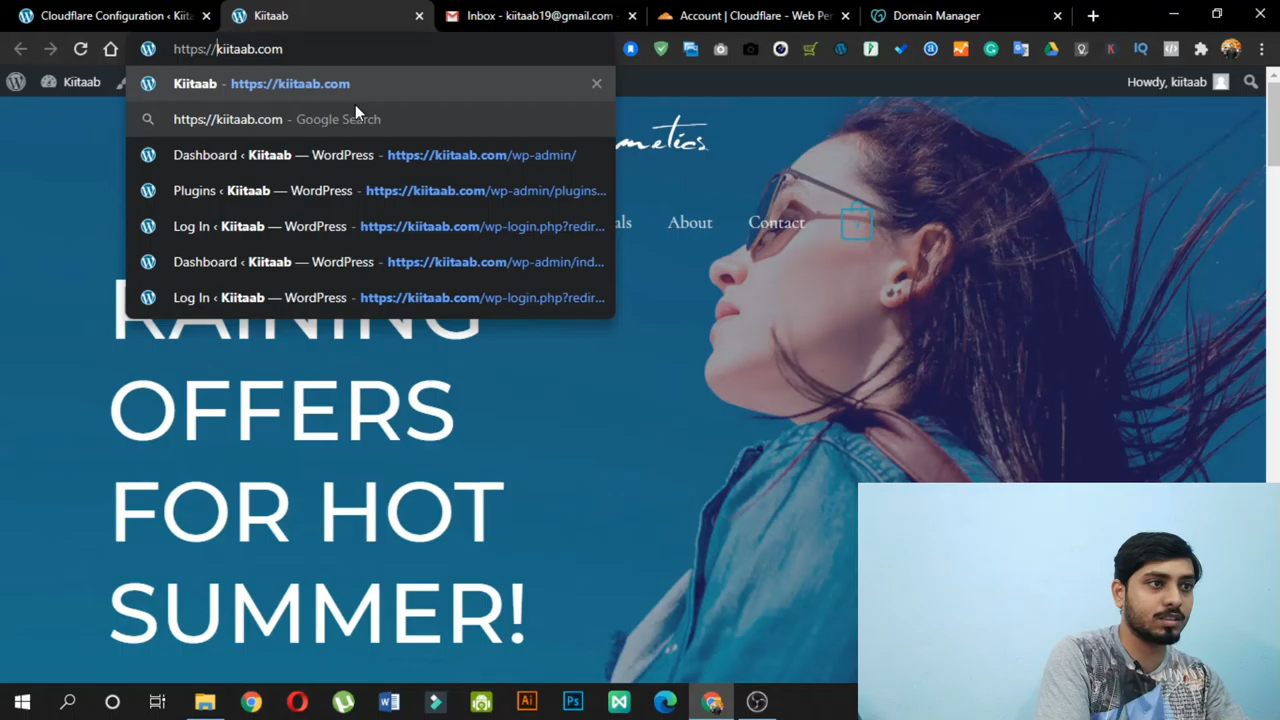 Cloudflare Configuration ‹ Kiita
Kiitaab
Inbox - kiitaab19@gmail.com -
Account | Cloudflare - Web Per
Domain Manager
https://kiitaab.com
Kiitaab
Howdy, kiitaab
Kiitaab - https://kiitaab.com
https://kiitaab.com - Google Search
Dashboard ‹ Kiitaab — WordPress - https://kiitaab.com/wp-admin/
Plugins ‹ Kiitaab — WordPress - https://kiitaab.com/wp-admin/plugins...
Log In ‹ Kiitaab — WordPress - https://kiitaab.com/wp-login.php?redir...
Dashboard ‹ Kiitaab — WordPress - https://kiitaab.com/wp-admin/ind...
Log In ‹ Kiitaab — WordPress - https://kiitaab.com/wp-login.php?redir...
metics
als About Contact
RAINING
OFFERS
FOR HOT
SUMMER!